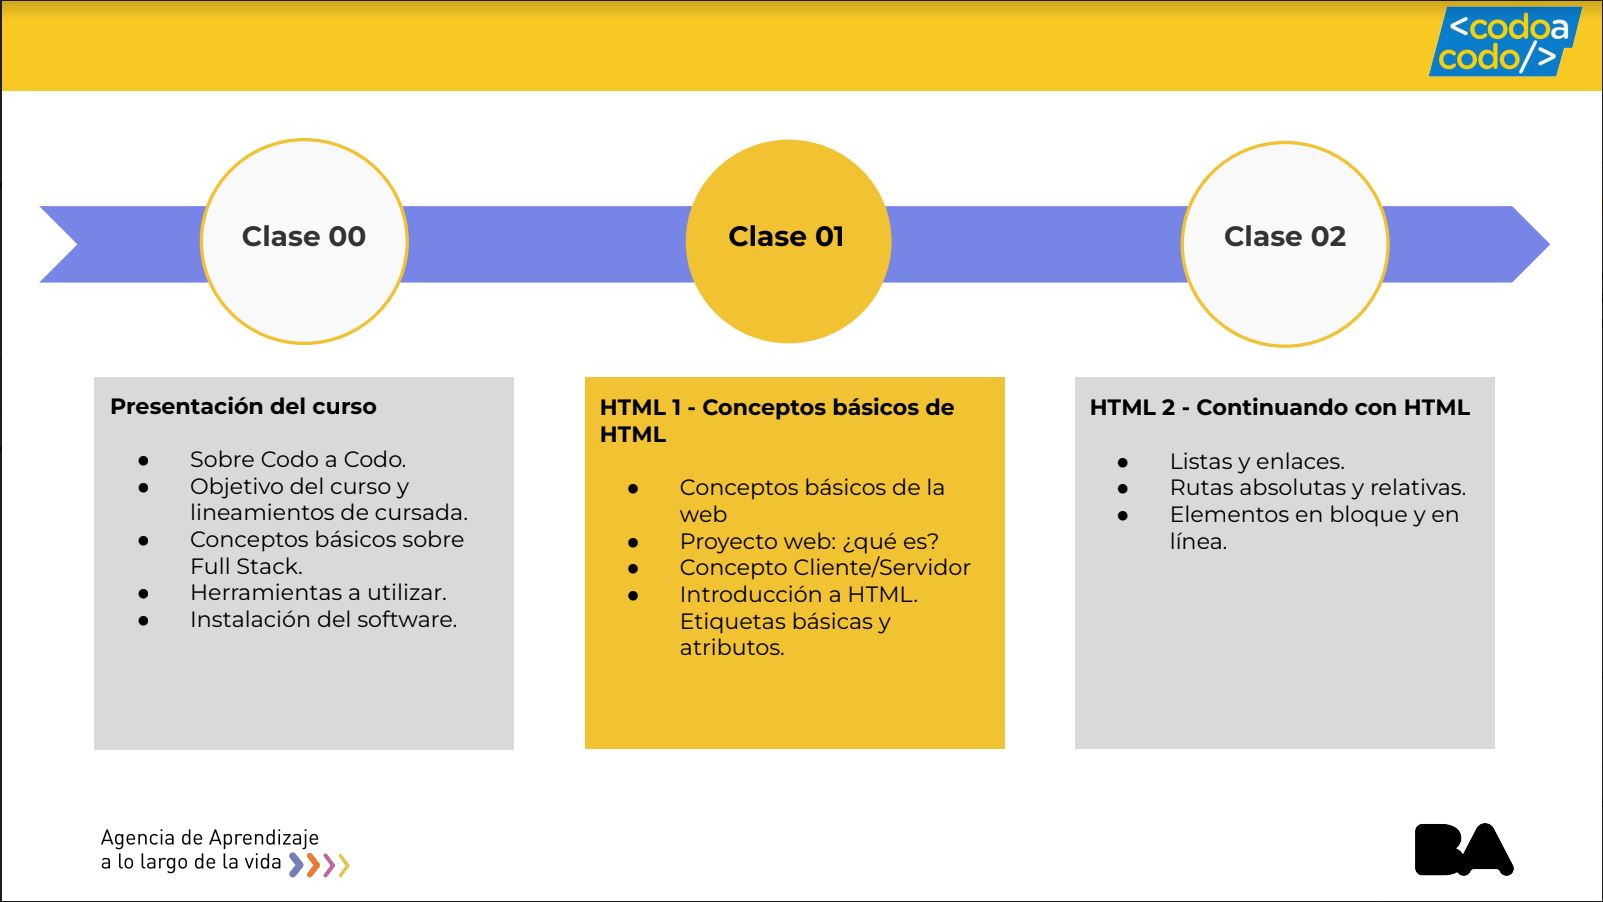 <codoa
codo/>
Clase 00
Clase 01
Clase 02
Presentación del curso
● Sobre Codo a Codo.
● Objetivo del curso y
lineamientos de cursada.
● Conceptos básicos sobre
Full Stack.
● Herramientas a utilizar.
● Instalación del software.
HTML 1 - Conceptos básicos de
HTML
● Conceptos básicos de la
web
● Proyecto web: ¿qué es?
● Concepto Cliente/Servidor
● Introducción a HTML.
Etiquetas básicas y
atributos.
HTML 2 - Continuando con HTML
● Listas y enlaces.
● Rutas absolutas y relativas.
● Elementos en bloque y en
línea.
Agencia de Aprendizaje
a lo largo de la vida
BA